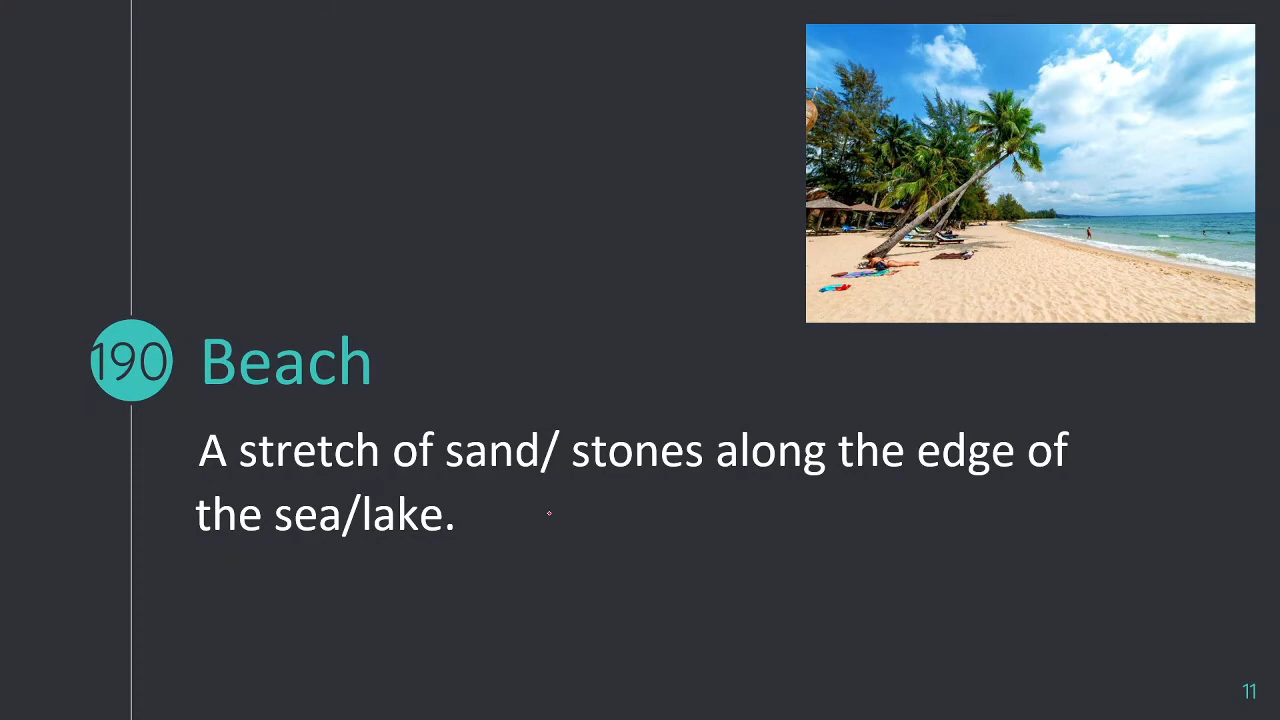 190 Beach
A stretch of sand/ stones along the edge of
the sea/lake.
11